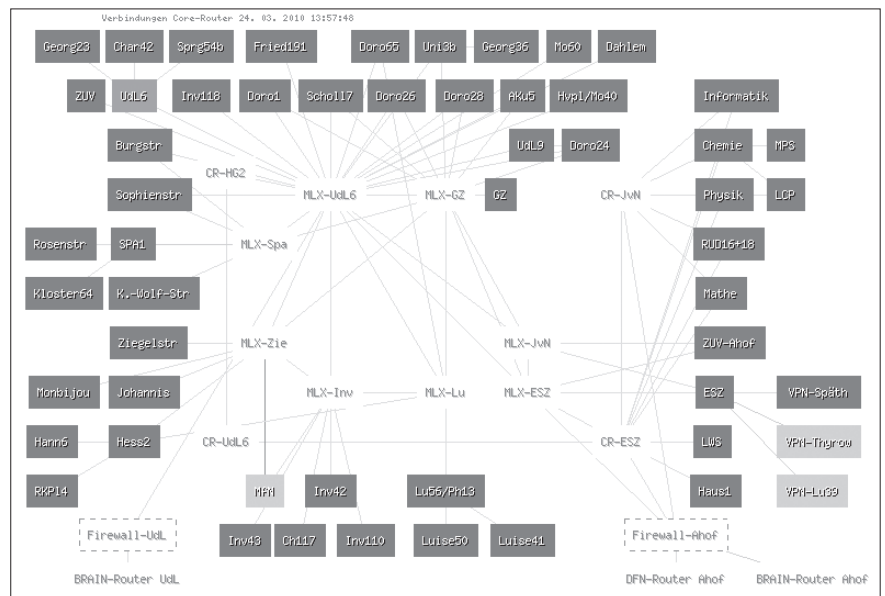 Verbindungen Core-Router 24. 03. 2010 13:57:48
Georg23 Char42 Sprg54b Fried191 Doro65 Uni3b Georg36 Mo60 Dahlem
ZUV UdL6 Inv118 Doro1 Scholl7 Doro26 Doro28 AKu5 Hvpl/Mo40 Informatik
Burgstr UdL9 Doro24 Chemie MPS
CR-HG2
Sophienstr MLX-UdL6 MLX-GZ GZ CR-JvN Physik LCP
Rosenstr SPA1 MLX-Spa RUD16+18
Kloster64 K.-Wolf-Str Mathe
Ziegelstr MLX-Zie MLX-JvN ZUV-Ahof
Monbijou Johannis MLX-Inv MLX-Lu MLX-ESZ ESZ VPN-Späth
Hann6 Hess2 CR-UdL6 CR-ESZ LWS VPN-Thyrow
RKPl4 MAN Inv42 Lu56/Ph13 Haus1 VPN-Lu39
Firewall-UdL Inv43 Ch117 Inv110 Luise50 Luise41 Firewall-Ahof
BRAIN-Router UdL DFN-Router Ahof BRAIN-Router Ahof